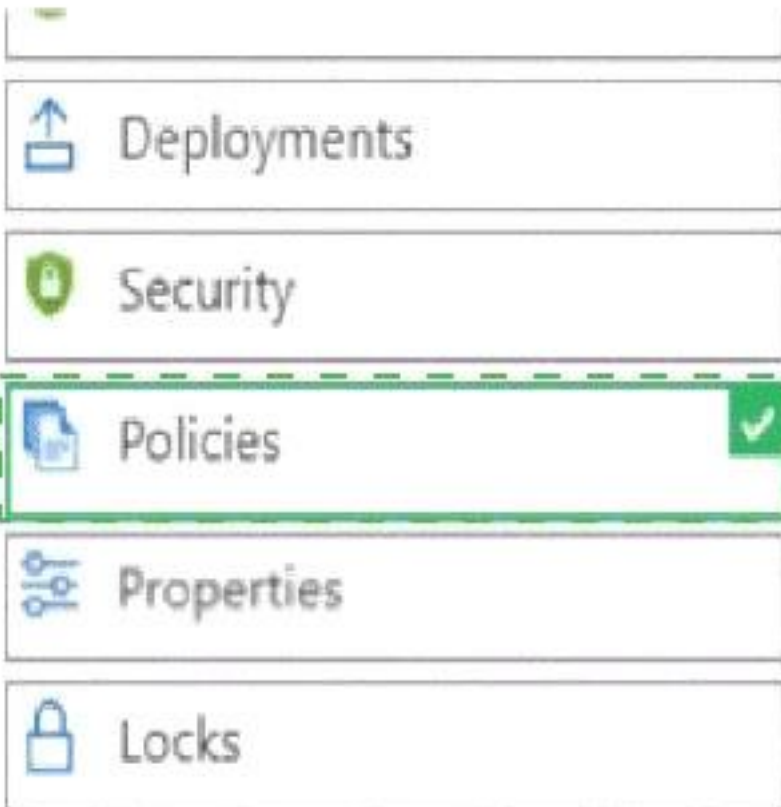 Deployments
Security
Policies
Properties
Locks